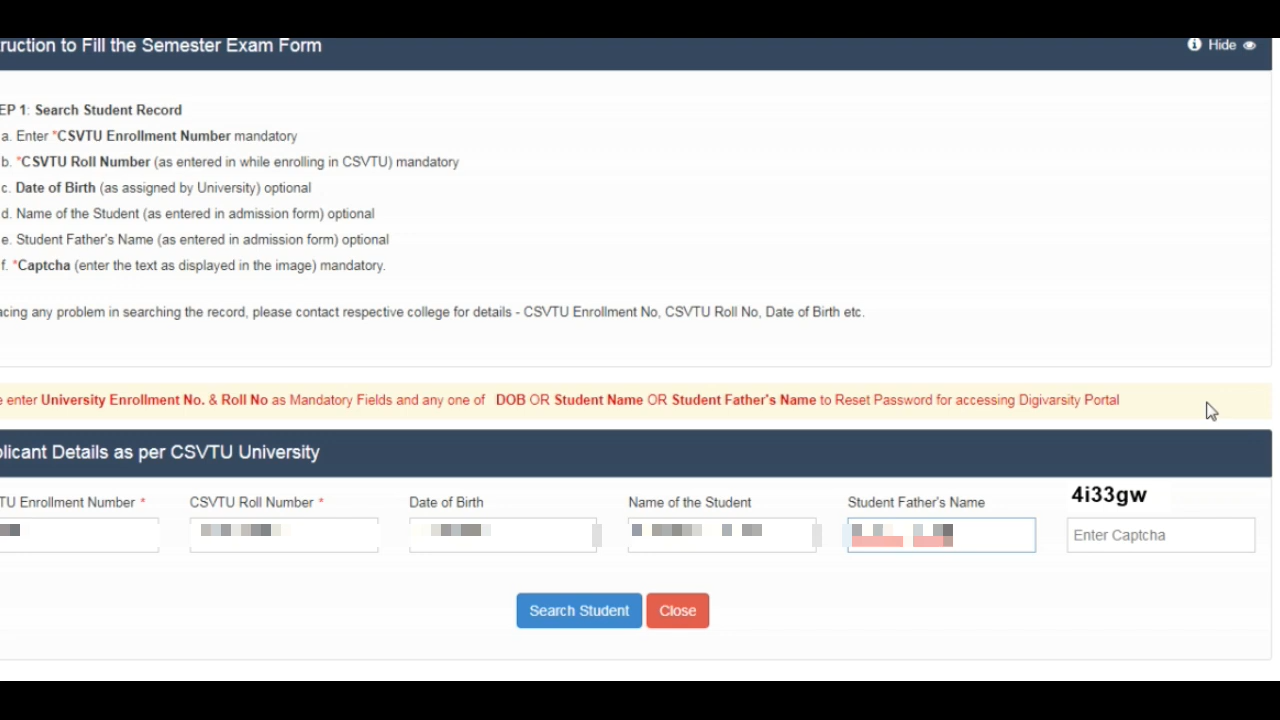 ruction to Fill the Semester Exam Form
Hide
EP 1: Search Student Record
a. Enter *CSVTU Enrollment Number mandatory
b. *CSVTU Roll Number (as entered in while enrolling in CSVTU) mandatory
c. Date of Birth (as assigned by University) optional
d. Name of the Student (as entered in admission form) optional
e. Student Father's Name (as entered in admission form) optional
f. *Captcha (enter the text as displayed in the image) mandatory.
acing any problem in searching the record, please contact respective college for details - CSVTU Enrollment No, CSVTU Roll No, Date of Birth etc.
e enter University Enrollment No. & Roll No as Mandatory Fields and any one of DOB OR Student Name OR Student Father's Name to Reset Password for accessing Digivarsity Portal
plicant Details as per CSVTU University
TU Enrollment Number * CSVTU Roll Number * Date of Birth Name of the Student Student Father's Name 4i33gw
Enter Captcha
Search Student Close